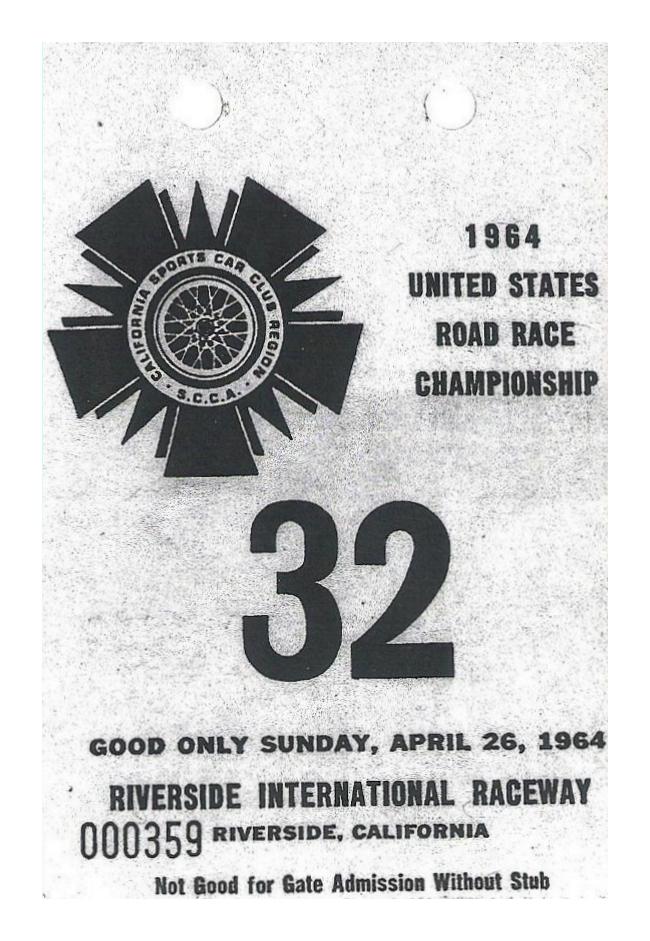 CALIFORNIA SPORTS CAR CLUB REGION
· S.C.C.A. ·
1964
UNITED STATES
ROAD RACE
CHAMPIONSHIP
32
GOOD ONLY SUNDAY, APRIL 26, 1964
RIVERSIDE INTERNATIONAL RACEWAY
000359 RIVERSIDE, CALIFORNIA
Not Good for Gate Admission Without Stub